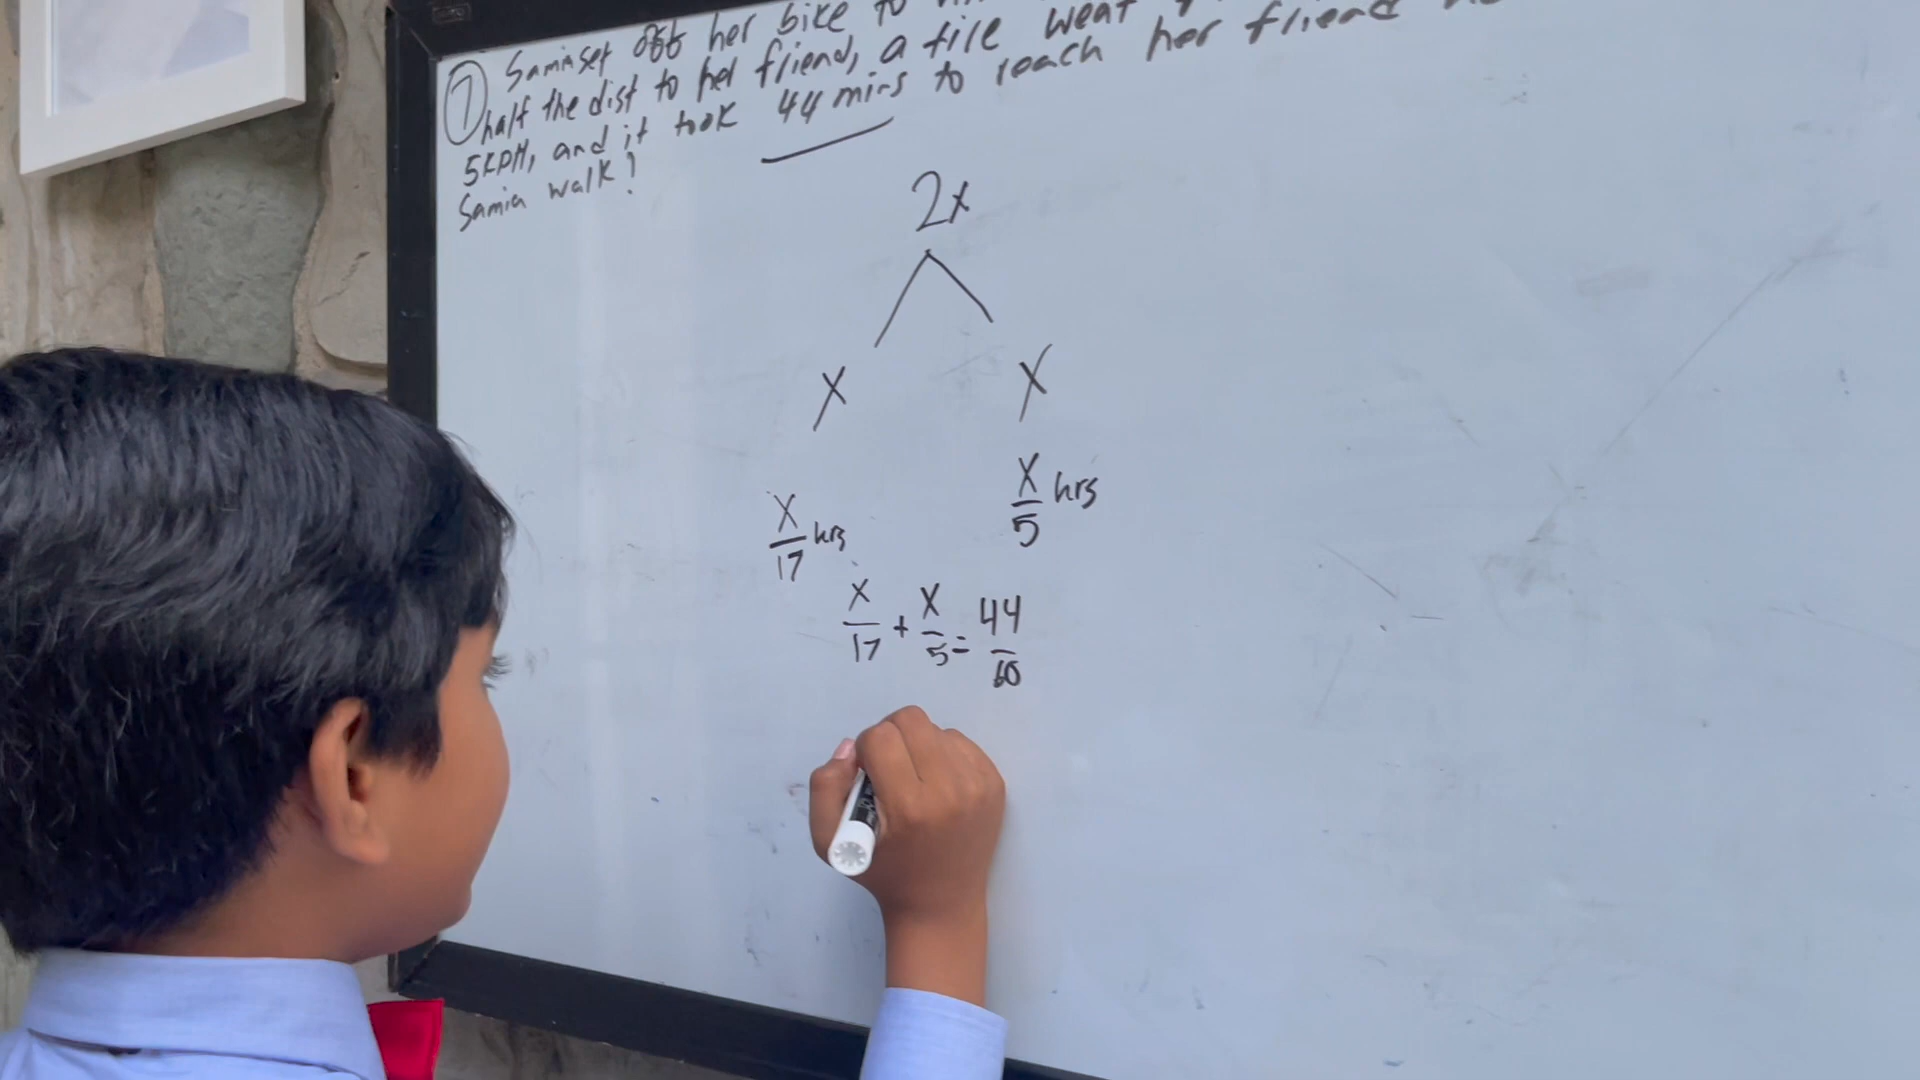 7 Samia set off her bike to
half the dist to her friend, a tire went
5KPH, and it took 44 mins to reach her friend
Samia walk?
2x
x x
x/17 hrs x/5 hrs
x/17 + x/5 = 44/60